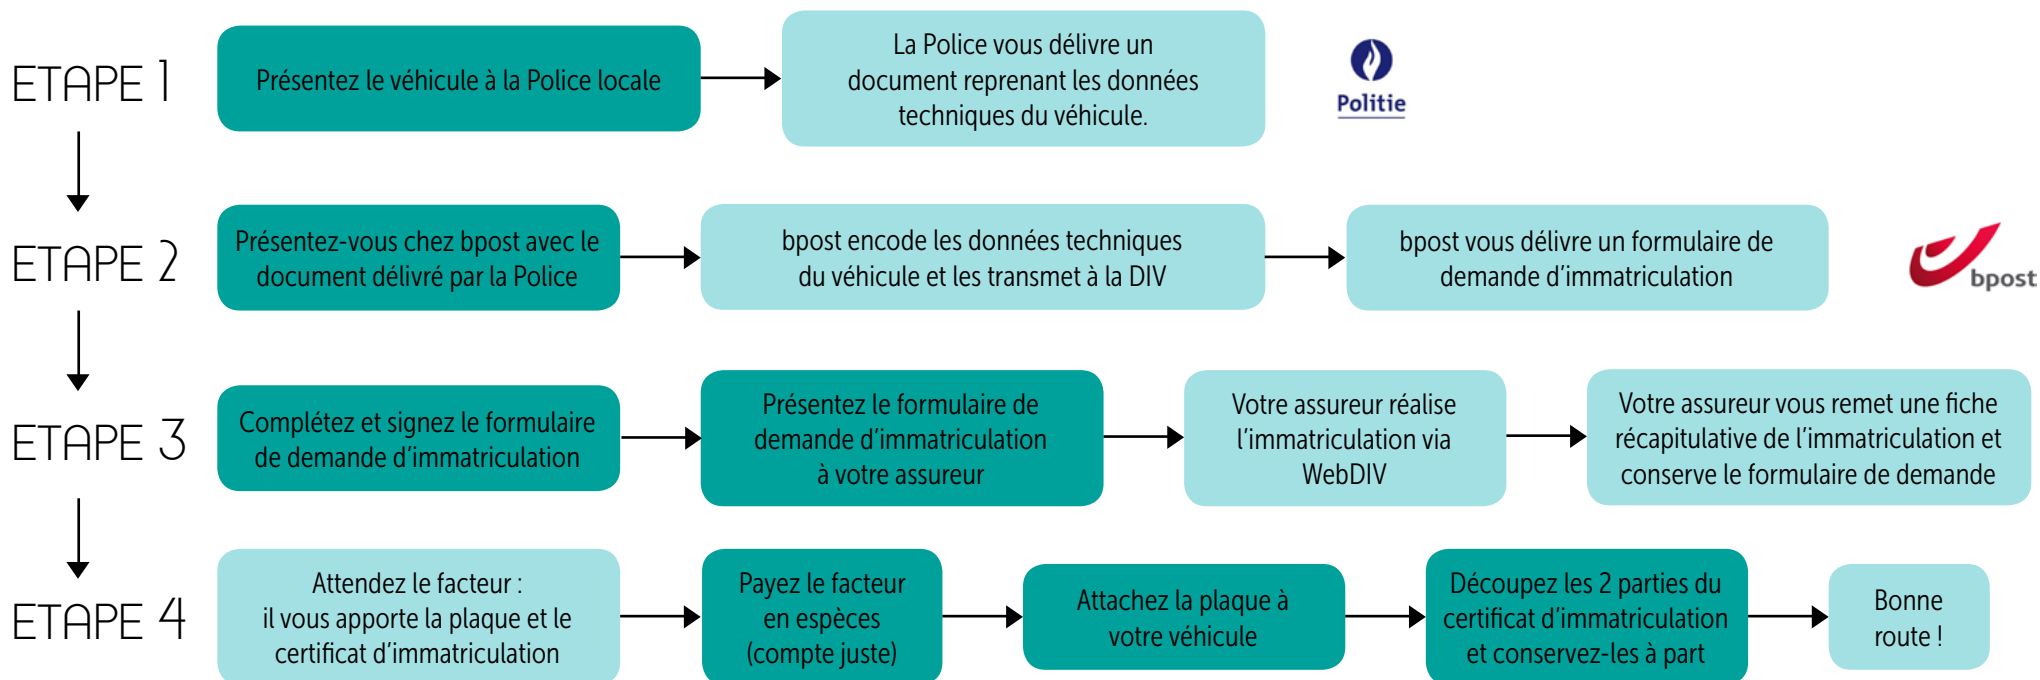 ETAPE 1
Présentez le véhicule à la Police locale
La Police vous délivre un
document reprenant les données
techniques du véhicule.
Politie
ETAPE 2
Présentez-vous chez bpost avec le
document délivré par la Police
bpost encode les données techniques
du véhicule et les transmet à la DIV
bpost vous délivre un formulaire de
demande d'immatriculation
bpost
ETAPE 3
Complétez et signez le formulaire
de demande d'immatriculation
Présentez le formulaire de
demande d'immatriculation
à votre assureur
Votre assureur réalise
l'immatriculation via
WebDIV
Votre assureur vous remet une fiche
récapitulative de l'immatriculation et
conserve le formulaire de demande
ETAPE 4
Attendez le facteur :
il vous apporte la plaque et le
certificat d'immatriculation
Payez le facteur
en espèces
(compte juste)
Attachez la plaque à
votre véhicule
Découpez les 2 parties du
certificat d'immatriculation
et conservez-les à part
Bonne
route !